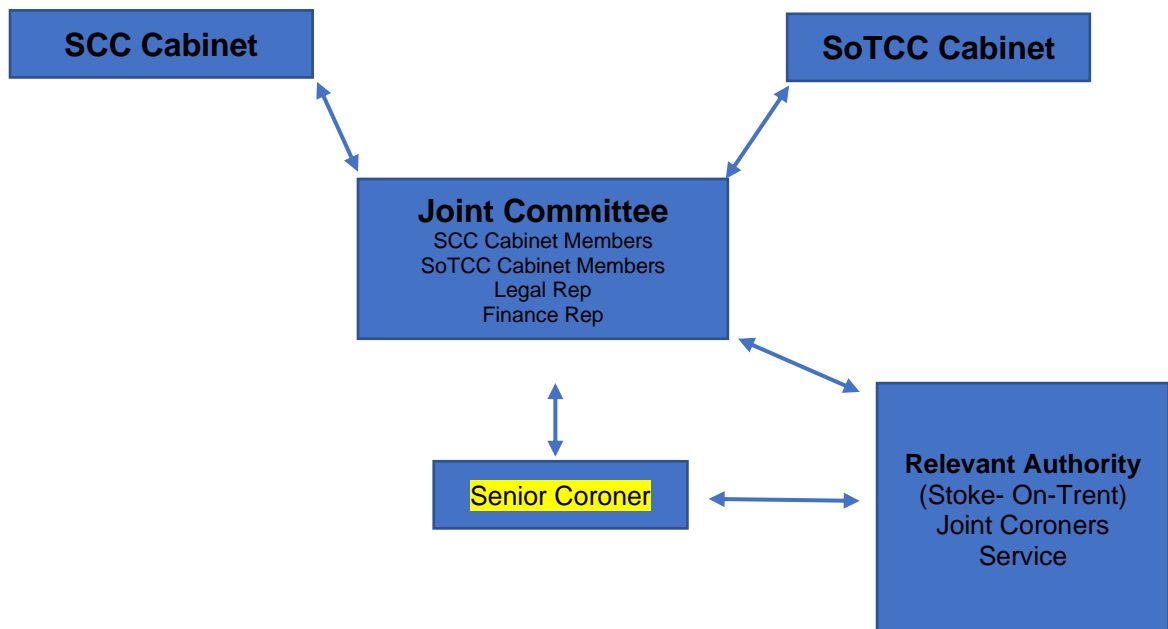 SCC Cabinet
SoTCC Cabinet
Joint Committee
SCC Cabinet Members
SoTCC Cabinet Members
Legal Rep
Finance Rep
Senior Coroner
Relevant Authority
(Stoke- On-Trent)
Joint Coroners
Service